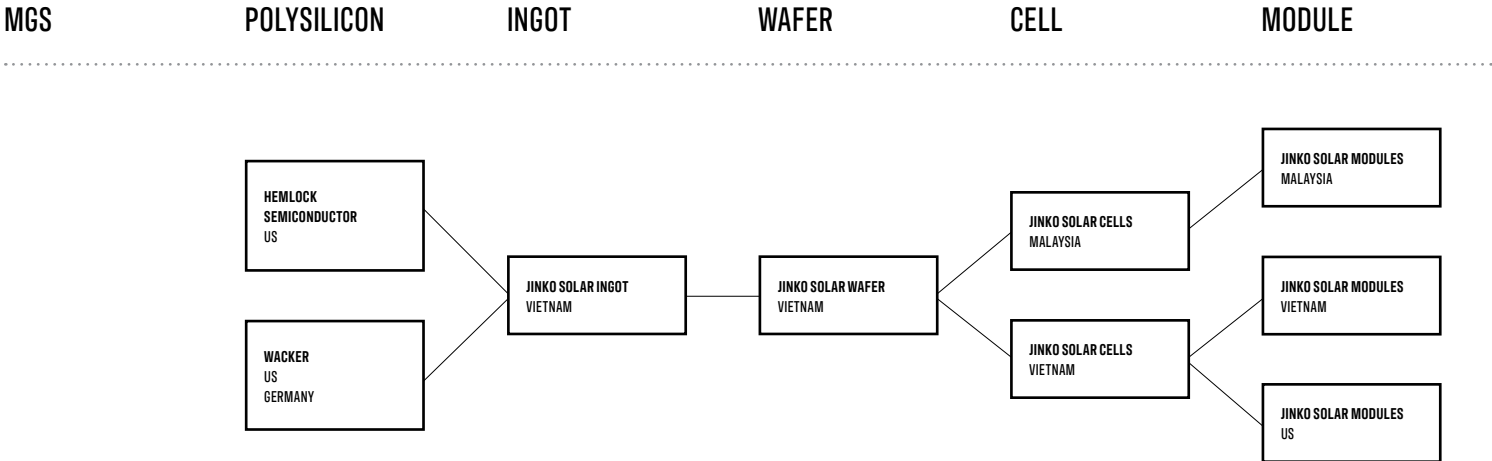 MGS
POLYSILICON
INGOT
WAFER
CELL
MODULE
HEMLOCK
SEMICONDUCTOR
US
WACKER
US
GERMANY
JINKO SOLAR INGOT
VIETNAM
JINKO SOLAR WAFER
VIETNAM
JINKO SOLAR CELLS
MALAYSIA
JINKO SOLAR CELLS
VIETNAM
JINKO SOLAR MODULES
MALAYSIA
JINKO SOLAR MODULES
VIETNAM
JINKO SOLAR MODULES
US